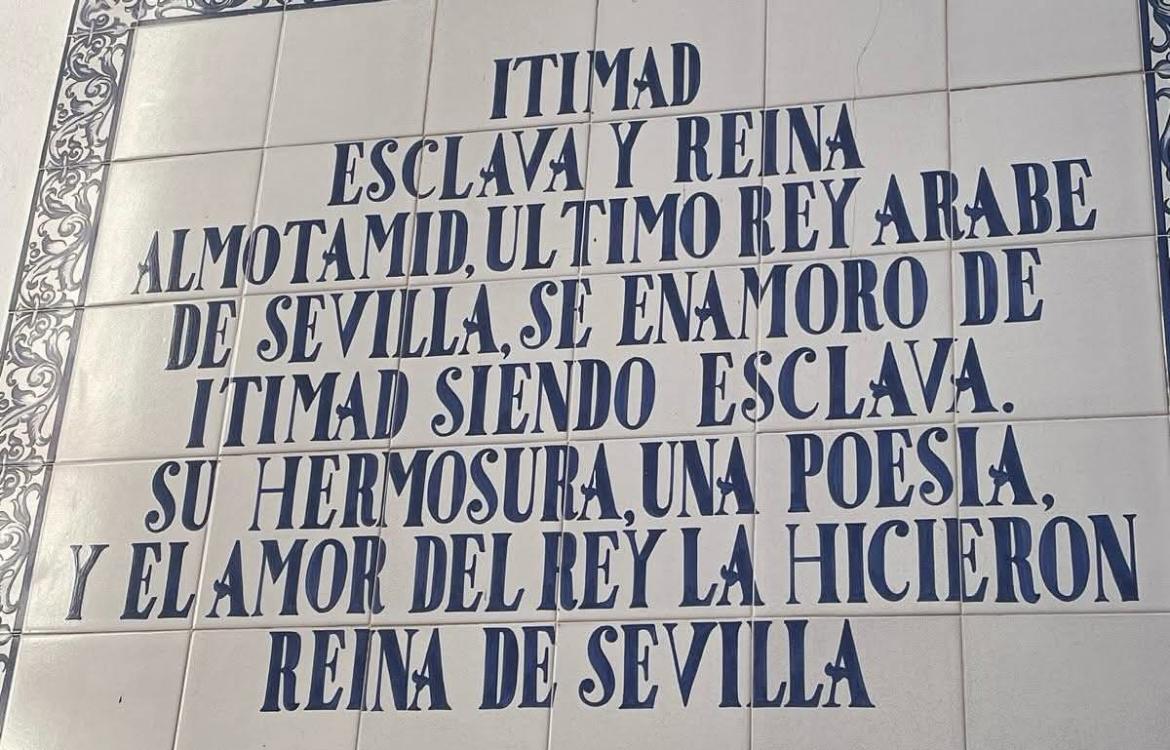 ITIMAD
ESCLAVA Y REINA
ALMOTAMID, ULTIMO REY ARABE
DE SEVILLA, SE ENAMORO DE
ITIMAD SIENDO ESCLAVA.
SU HERMOSURA, UNA POESIA,
Y EL AMOR DEL REY LA HICIERON
REINA DE SEVILLA